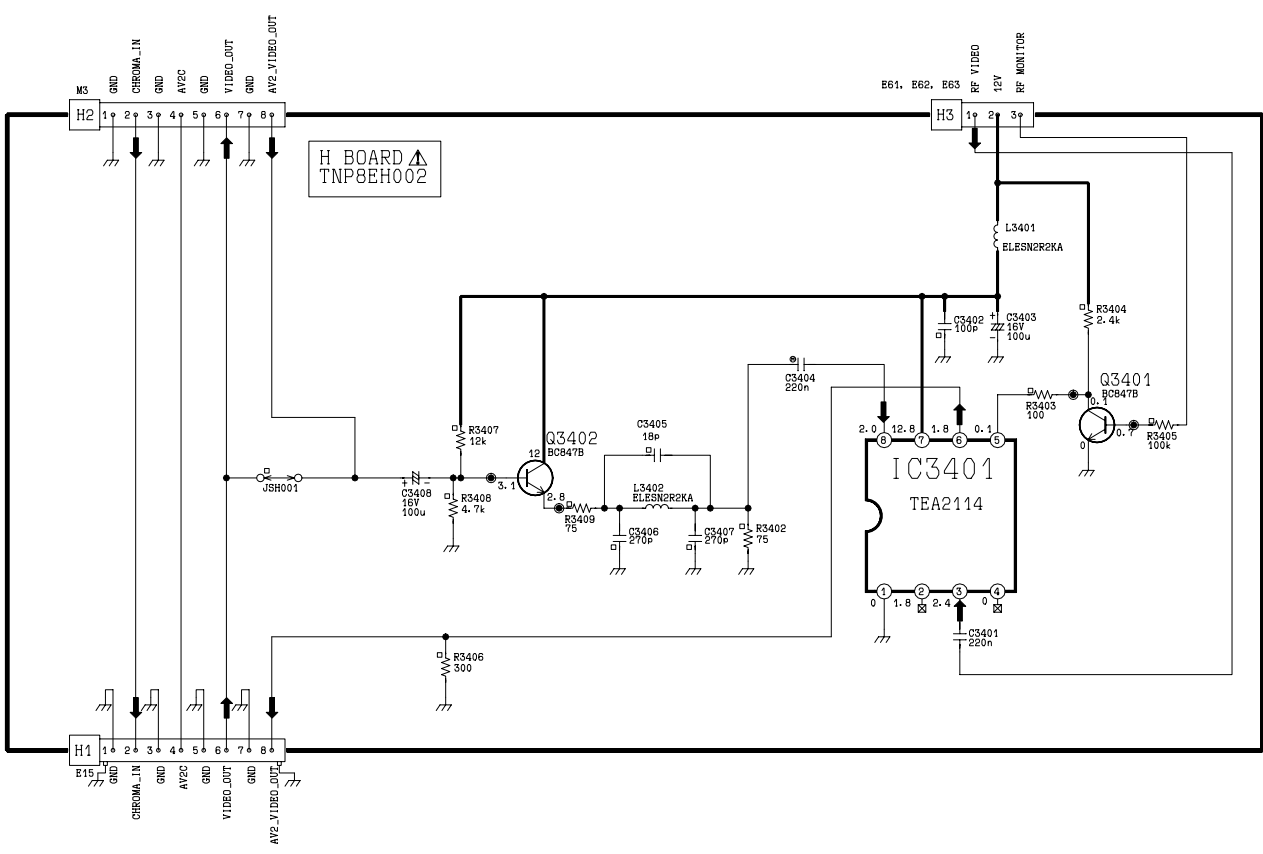 GND
CHROMA_IN
GND
AV2C
GND
VIDEO_OUT
GND
AV2_VIDEO_OUT
M3
H2 1 2 3 4 5 6 7 8
E61, E62, E63
RF VIDEO
12V
RF MONITOR
H3 1 2 3
H BOARD ⚠
TNP8EH002
L3401
ELESN2R2KA
C3402
100p
C3403
16V
100u
+
-
R3404
2.4k
C3404
220n
Q3401
BC847B
0.1
0
0.7
R3403
100
R3405
100k
R3407
12k
Q3402
BC847B
12
3.1
2.8
C3405
18p
JSH001
+ -
C3408
16V
100u
R3408
4.7k
L3402
ELESN2R2KA
R3409
75
C3406
270p
C3407
270p
R3402
75
2.0 8 12.8 7 1.8 6 0.1 5
IC3401
TEA2114
1 2 3 4
0 1.8 2.4 0
C3401
220n
R3406
300
H1 1 2 3 4 5 6 7 8
E15
GND
CHROMA_IN
GND
AV2C
GND
VIDEO_OUT
GND
AV2_VIDEO_OUT